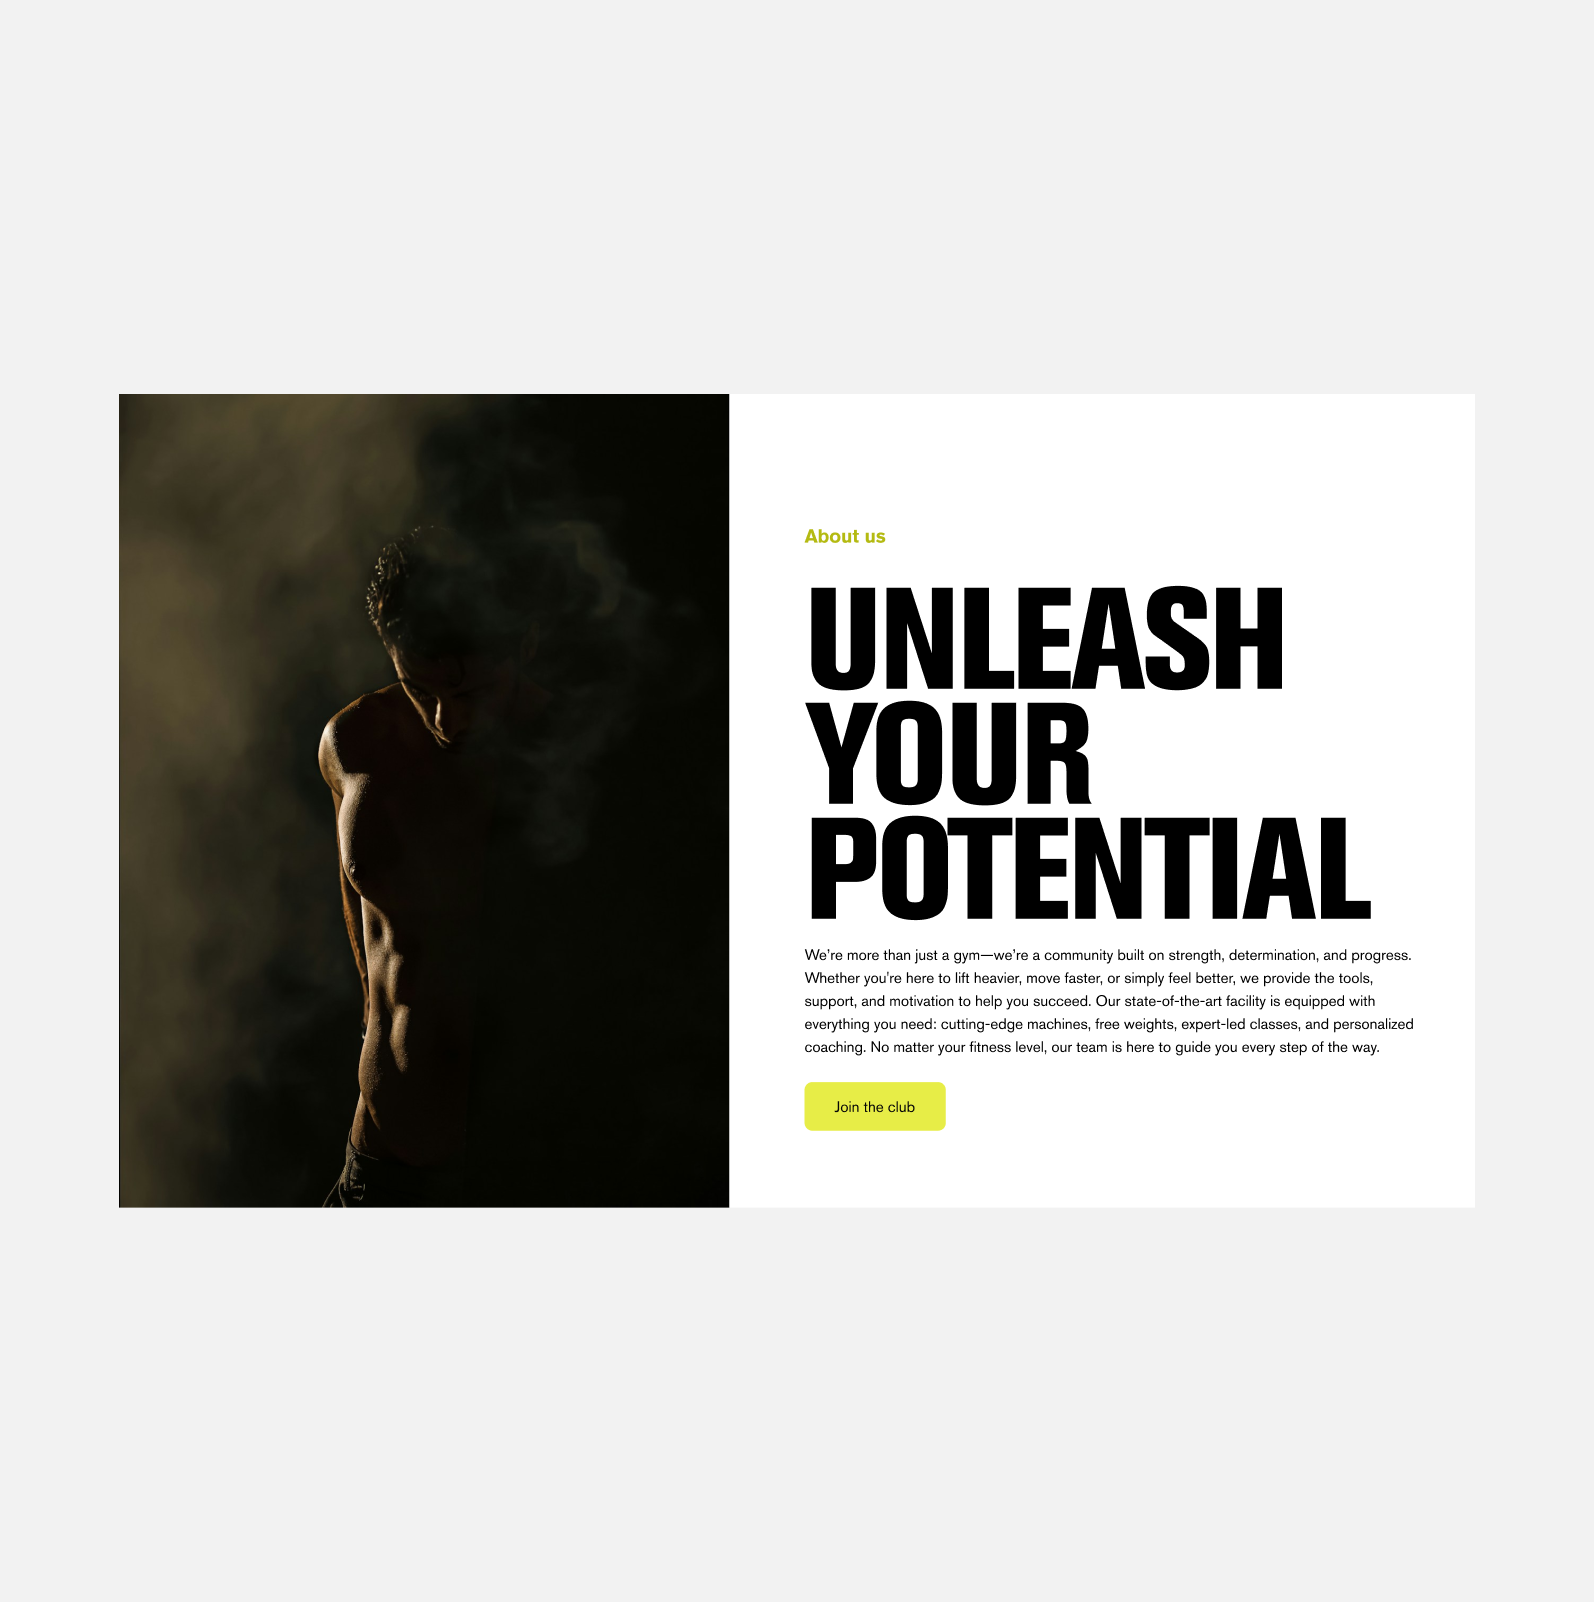 About us
UNLEASH
YOUR
POTENTIAL
We’re more than just a gym—we’re a community built on strength, determination, and progress.
Whether you're here to lift heavier, move faster, or simply feel better, we provide the tools,
support, and motivation to help you succeed. Our state-of-the-art facility is equipped with
everything you need: cutting-edge machines, free weights, expert-led classes, and personalized
coaching. No matter your fitness level, our team is here to guide you every step of the way.
Join the club